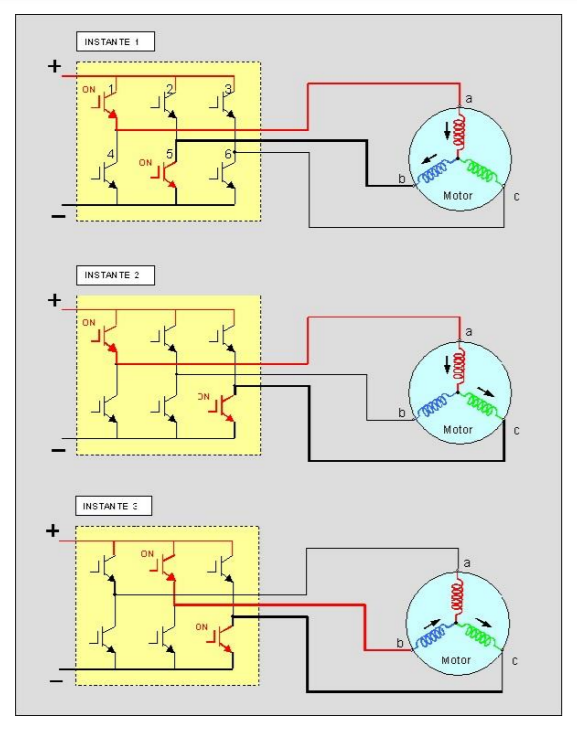 INSTANTE 1
+
ON 1 2 3
a
4 5 6
ON
b
c
Motor
–
INSTANTE 2
+
ON
a
ON
b
c
Motor
–
INSTANTE 3
+
ON
a
ON
b
c
Motor
–